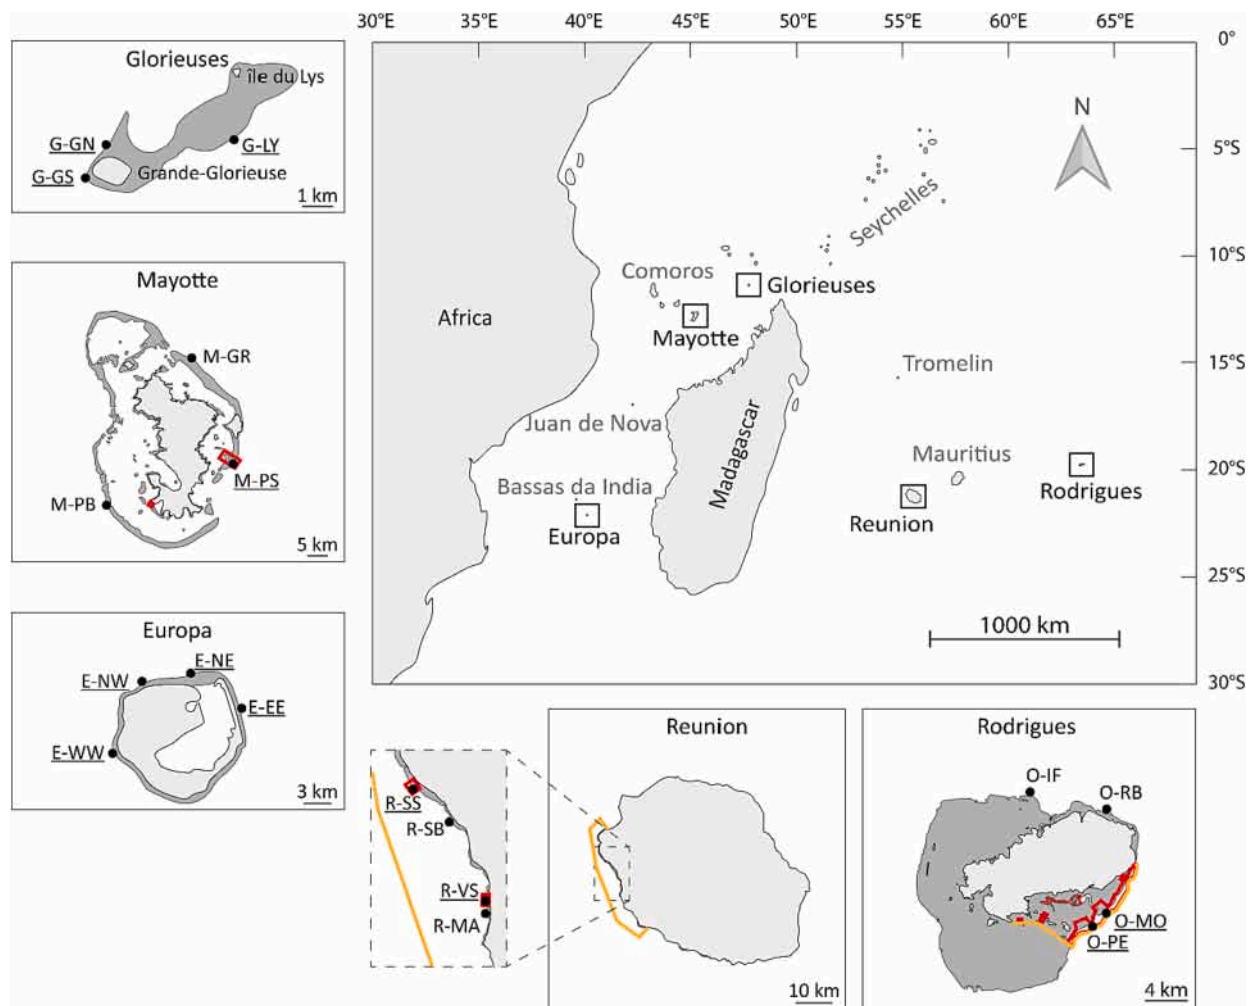 30°E 35°E 40°E 45°E 50°E 55°E 60°E 65°E
0°
5°S
10°S
15°S
20°S
25°S
30°S
N
Africa
Madagascar
Seychelles
Comoros
Glorieuses
Mayotte
Tromelin
Juan de Nova
Mauritius
Bassas da India
Rodrigues
Reunion
Europa
1000 km
Glorieuses
île du Lys
G-GN
G-LY
G-GS
Grande-Glorieuse
1 km
Mayotte
M-GR
M-PS
M-PB
5 km
Europa
E-NE
E-NW
E-EE
E-WW
3 km
R-SS
R-SB
R-VS
R-MA
Reunion
10 km
Rodrigues
O-IF
O-RB
O-MO
O-PE
4 km